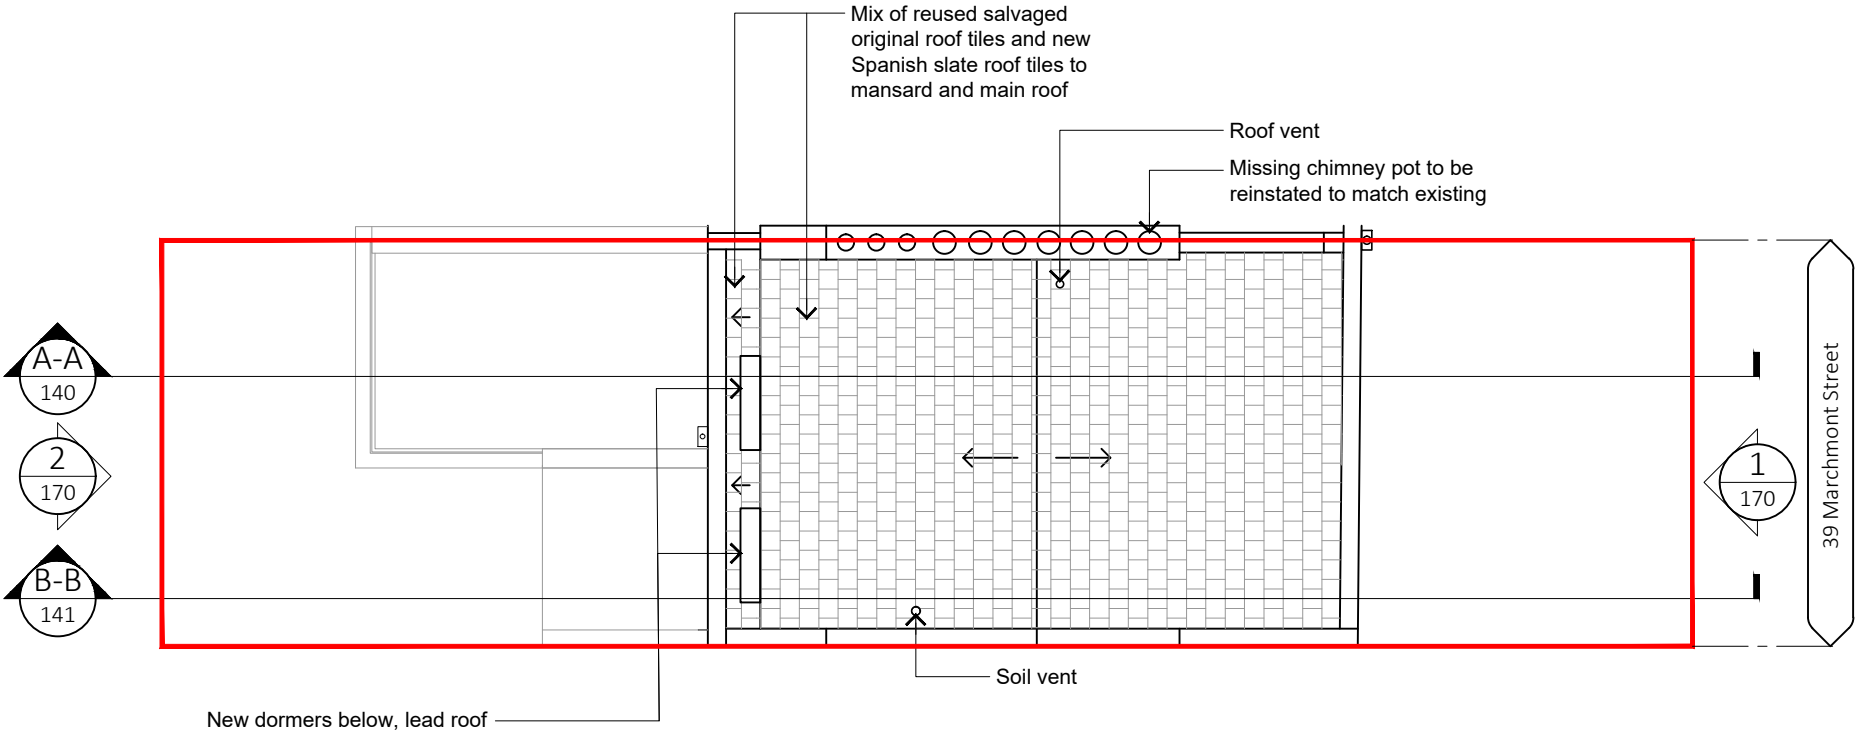 Mix of reused salvaged
original roof tiles and new
Spanish slate roof tiles to
mansard and main roof
Roof vent
Missing chimney pot to be
reinstated to match existing
A-A
140
2
170
B-B
141
1
170
39 Marchmont Street
Soil vent
New dormers below, lead roof